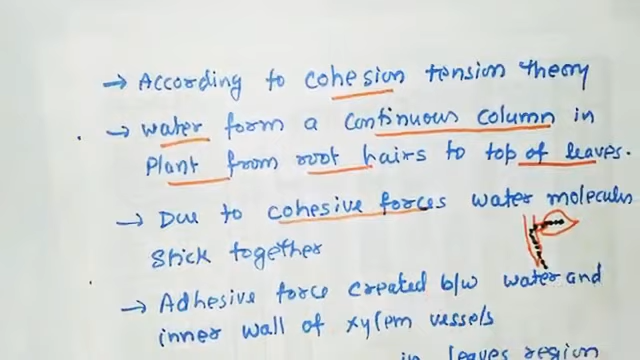 → According to cohesion tension theory
→ water form a continuous column in
plant from root hairs to top of leaves.
→ Due to cohesive forces water molecules
stick together
→ Adhesive force created b/w water and
inner wall of xylem vessels
in leaves region